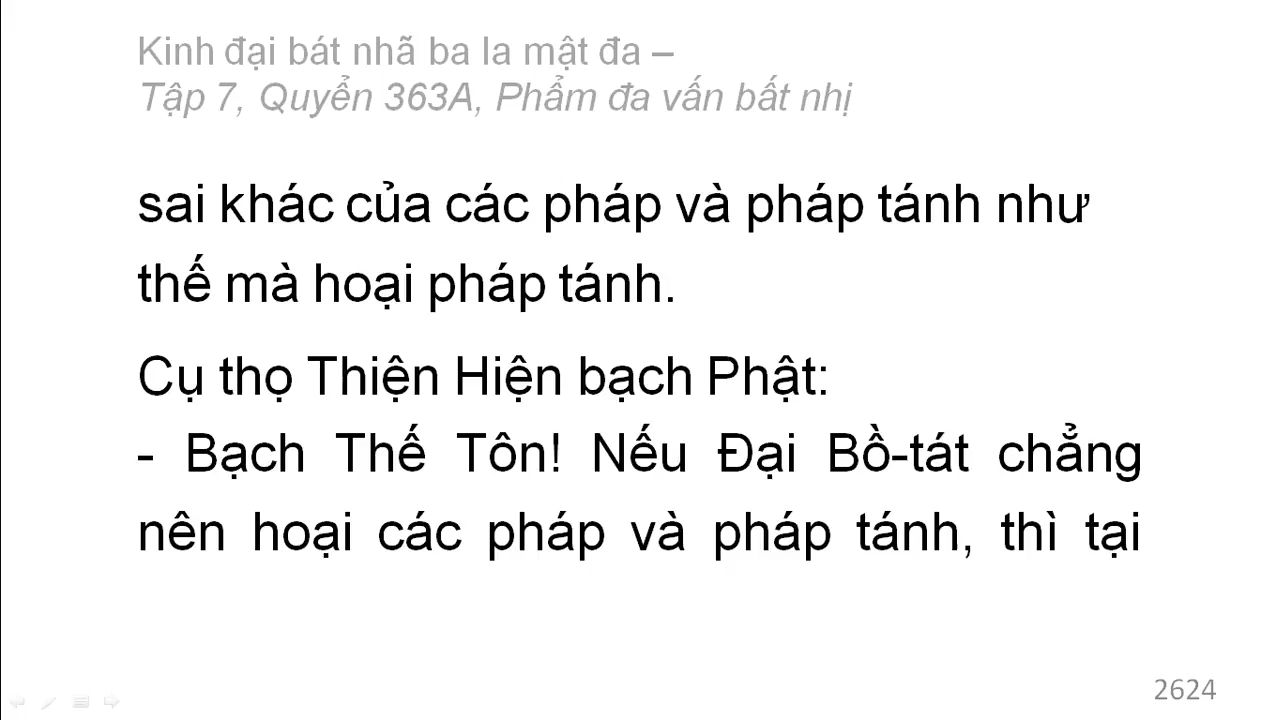 Kinh đại bát nhã ba la mật đa –
Tập 7, Quyển 363A, Phẩm đa vấn bất nhị
sai khác của các pháp và pháp tánh như
thế mà hoại pháp tánh.
Cụ thọ Thiện Hiện bạch Phật:
- Bạch Thế Tôn! Nếu Đại Bồ-tát chẳng
nên hoại các pháp và pháp tánh, thì tại
2624